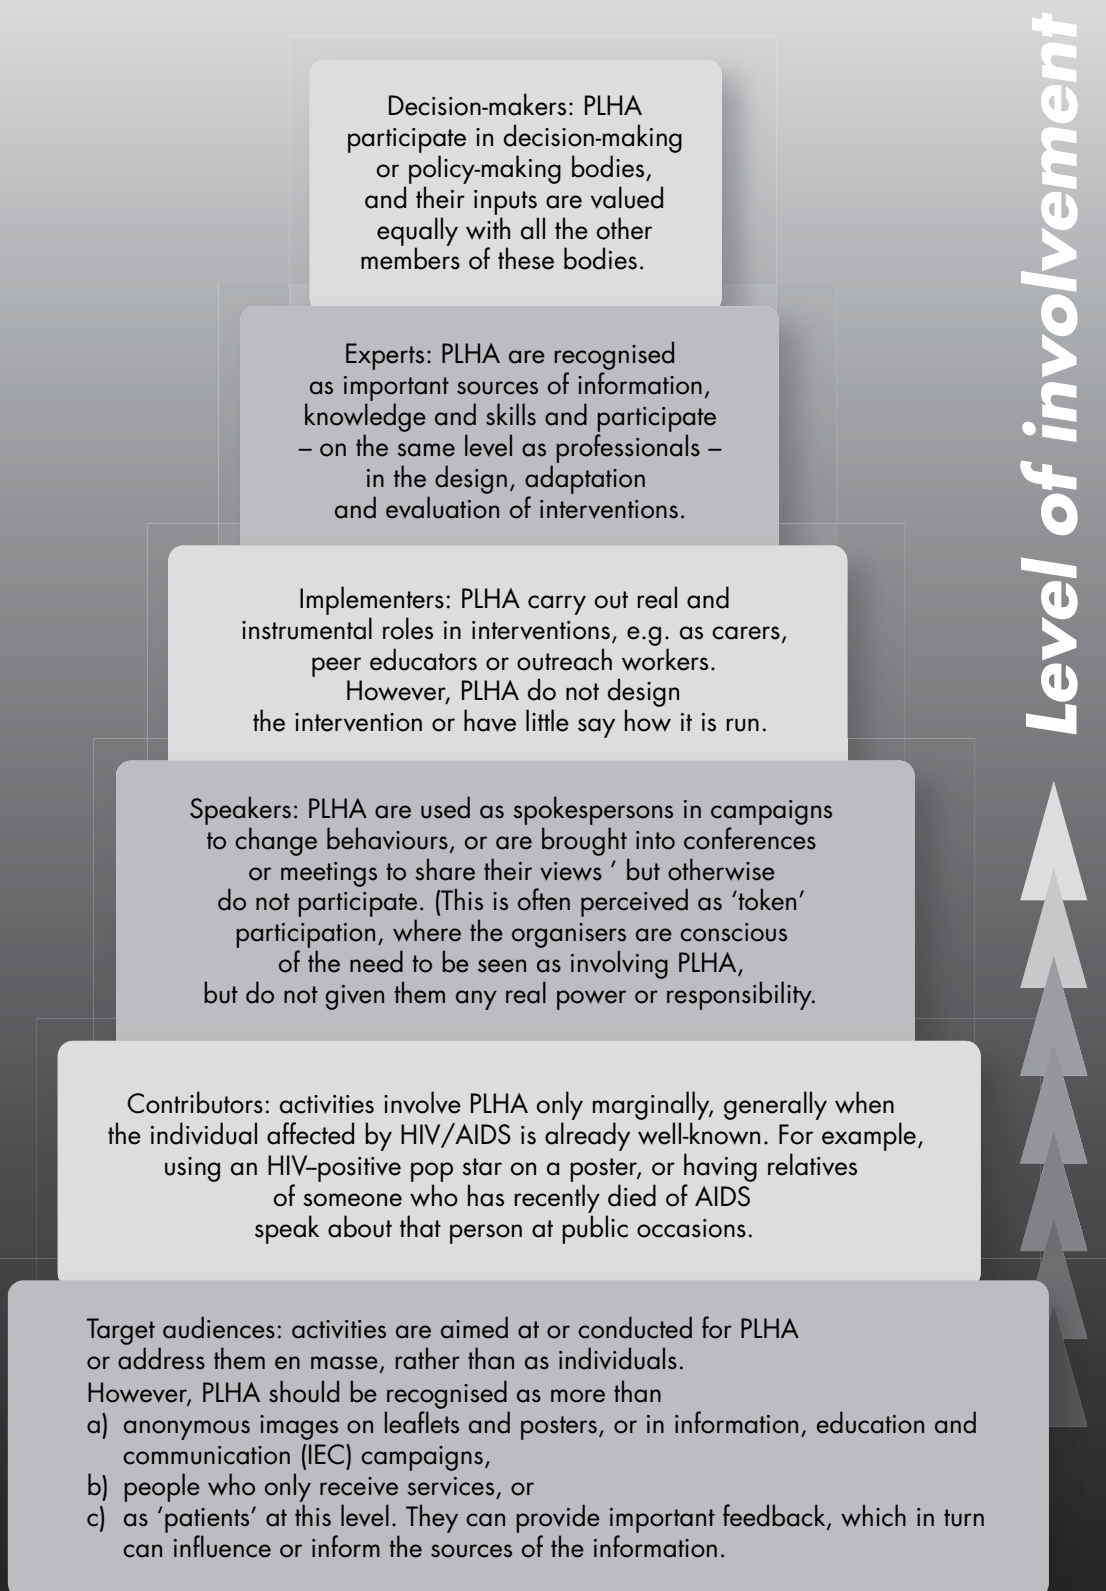 Level of involvement
Decision-makers: PLHA
participate in decision-making
or policy-making bodies,
and their inputs are valued
equally with all the other
members of these bodies.
Experts: PLHA are recognised
as important sources of information,
knowledge and skills and participate
– on the same level as professionals –
in the design, adaptation
and evaluation of interventions.
Implementers: PLHA carry out real and
instrumental roles in interventions, e.g. as carers,
peer educators or outreach workers.
However, PLHA do not design
the intervention or have little say how it is run.
Speakers: PLHA are used as spokespersons in campaigns
to change behaviours, or are brought into conferences
or meetings to share their views ’ but otherwise
do not participate. (This is often perceived as ‘token’
participation, where the organisers are conscious
of the need to be seen as involving PLHA,
but do not given them any real power or responsibility.
Contributors: activities involve PLHA only marginally, generally when
the individual affected by HIV/AIDS is already well-known. For example,
using an HIV–positive pop star on a poster, or having relatives
of someone who has recently died of AIDS
speak about that person at public occasions.
Target audiences: activities are aimed at or conducted for PLHA
or address them en masse, rather than as individuals.
However, PLHA should be recognised as more than
a) anonymous images on leaflets and posters, or in information, education and
communication (IEC) campaigns,
b) people who only receive services, or
c) as ‘patients’ at this level. They can provide important feedback, which in turn
can influence or inform the sources of the information.